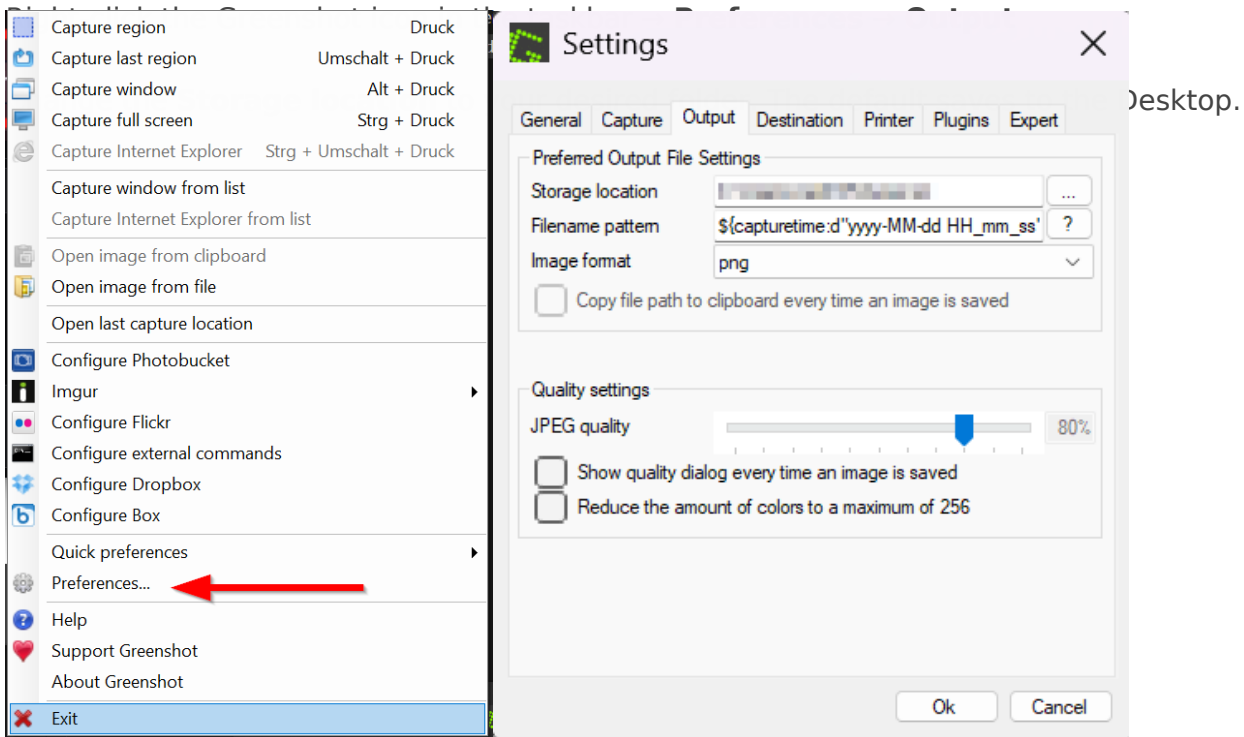 Desktop.
Capture region Druck
Capture last region Umschalt + Druck
Capture window Alt + Druck
Capture full screen Strg + Druck
Capture Internet Explorer Strg + Umschalt + Druck
Capture window from list
Capture Internet Explorer from list
Open image from clipboard
Open image from file
Open last capture location
Configure Photobucket
Imgur
Configure Flickr
Configure external commands
Configure Dropbox
Configure Box
Quick preferences
Preferences...
Help
Support Greenshot
About Greenshot
Exit
Settings
General Capture Output Destination Printer Plugins Expert
Preferred Output File Settings
Storage location ...
Filename pattern ${capturetime:d"yyyy-MM-dd HH_mm_ss" ?
Image format png
Copy file path to clipboard every time an image is saved
Quality settings
JPEG quality 80%
Show quality dialog every time an image is saved
Reduce the amount of colors to a maximum of 256
Ok Cancel